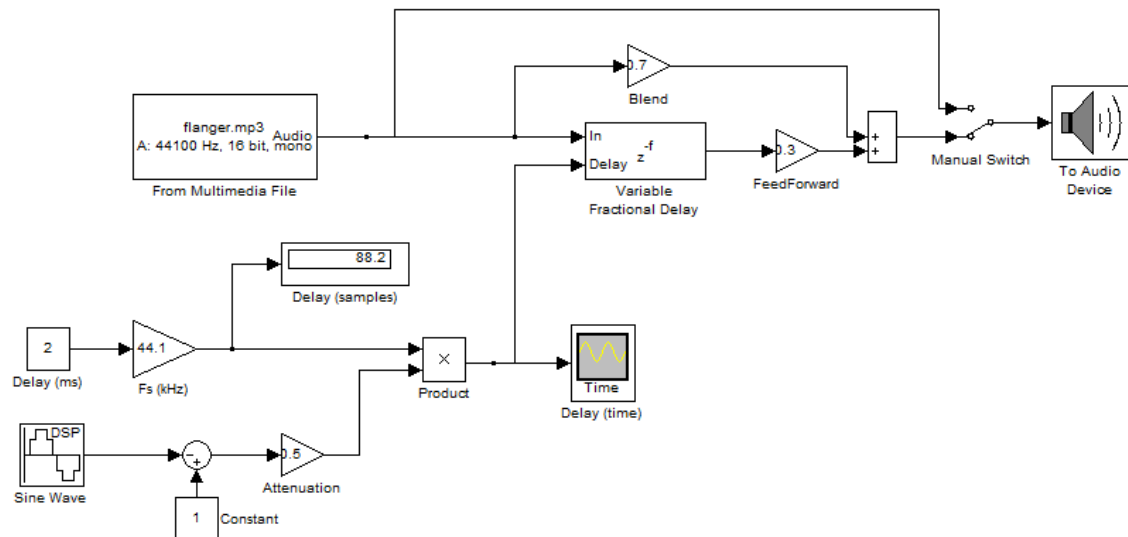 0.7
Blend
flanger.mp3
Audio
A: 44100 Hz, 16 bit, mono
From Multimedia File
In
Delay
z-f
Variable
Fractional Delay
0.3
FeedForward
+
+
Manual Switch
To Audio
Device
88.2
Delay (samples)
2
Delay (ms)
44.1
Fs (kHz)
×
Product
Time
Delay (time)
DSP
Sine Wave
-
+
0.5
Attenuation
1
Constant